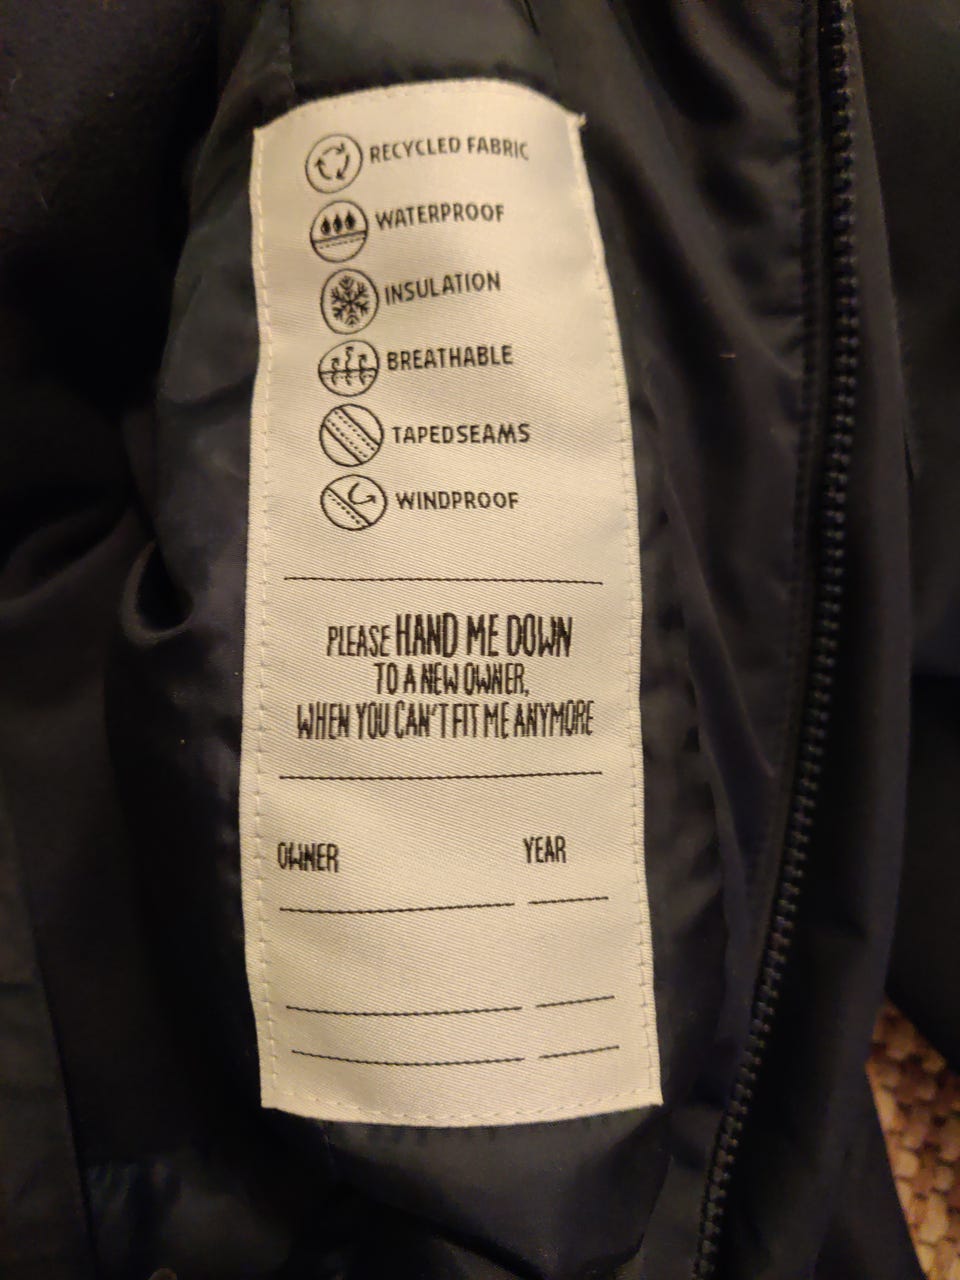 RECYCLED FABRIC
WATERPROOF
INSULATION
BREATHABLE
TAPEDSEAMS
WINDPROOF
PLEASE HAND ME DOWN
TO A NEW OWNER,
WHEN YOU CAN'T FIT ME ANYMORE
OWNER YEAR